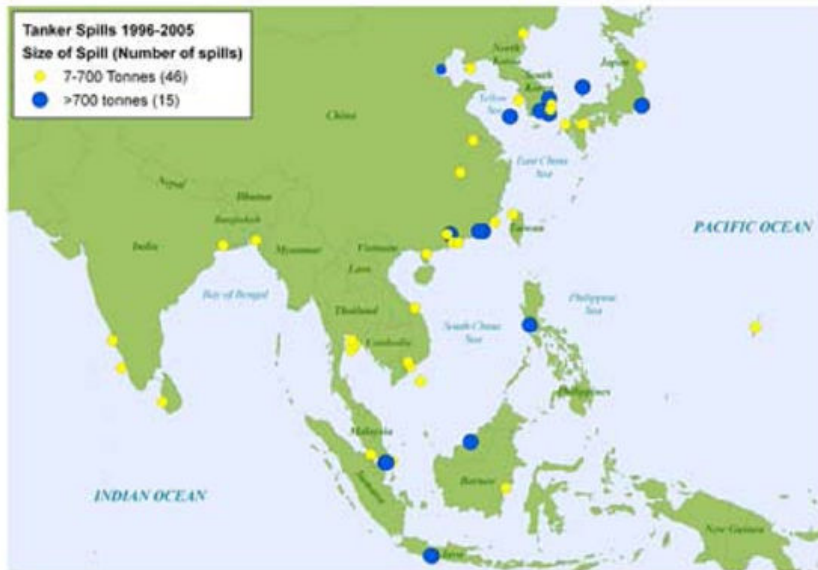 Tanker Spills 1996-2005
Size of Spill (Number of spills)
7-700 Tonnes (46)
>700 tonnes (15)
North
Korea
South
Korea
Japan
Yellow
Sea
China
East China
Sea
Nepal
Bhutan
Bangladesh
India
Myanmar
Vietnam
Laos
Taiwan
PACIFIC OCEAN
Bay of Bengal
Thailand
Cambodia
South China
Sea
Philippine
Sea
Philippines
Malaysia
INDIAN OCEAN
Sumatra
Borneo
New Guinea
Java